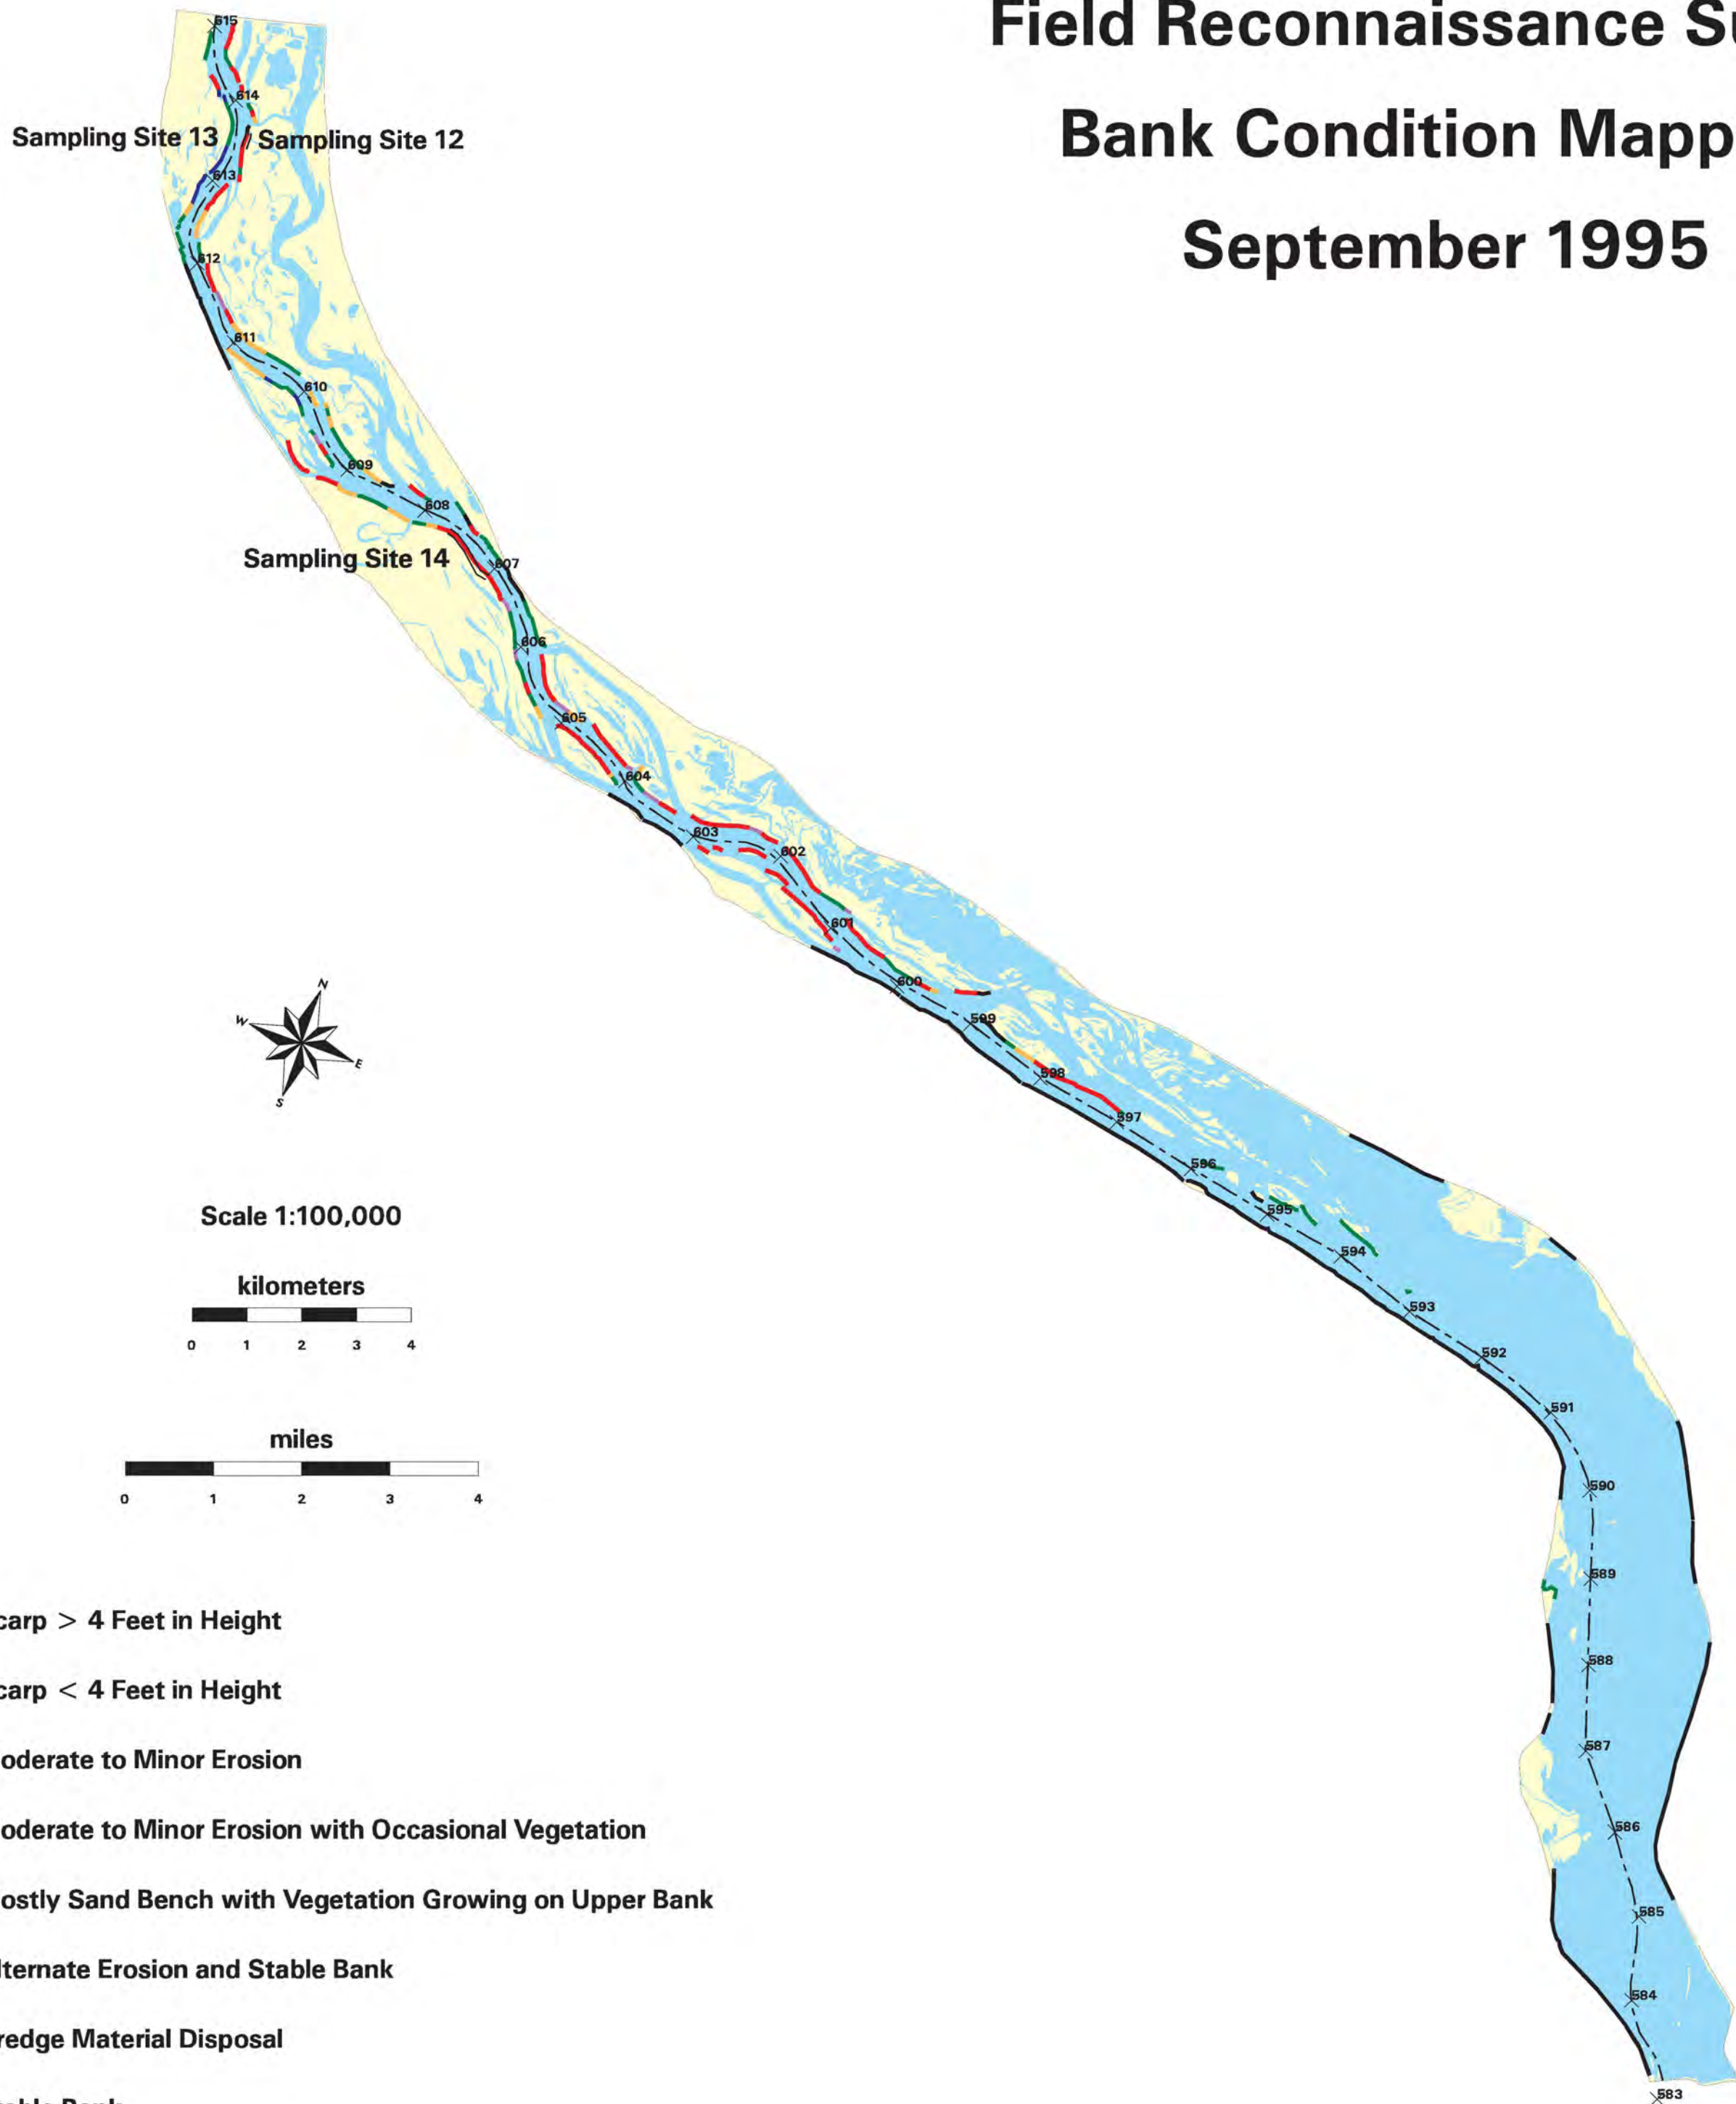 Field Reconnaissance Su
Bank Condition Mapp
September 1995
615
614
Sampling Site 13
Sampling Site 12
613
612
611
610
609
608
Sampling Site 14
607
606
605
604
603
602
601
600
599
598
597
596
595
594
593
592
591
590
589
588
587
586
585
584
583
N
W
E
S
Scale 1:100,000
kilometers
0 1 2 3 4
miles
0 1 2 3 4
carp > 4 Feet in Height
carp < 4 Feet in Height
oderate to Minor Erosion
oderate to Minor Erosion with Occasional Vegetation
ostly Sand Bench with Vegetation Growing on Upper Bank
lternate Erosion and Stable Bank
redge Material Disposal